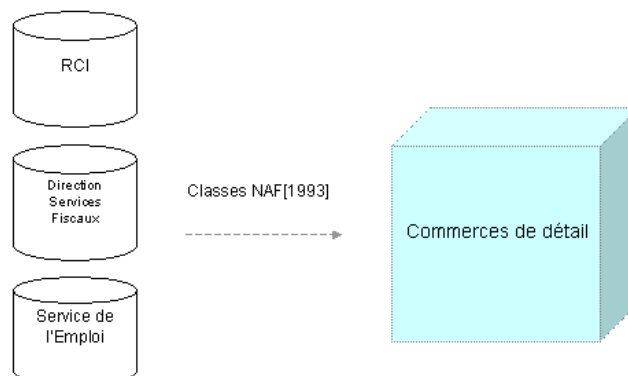 RCI
Direction
Services
Fiscaux
Service de
l'Emploi
Classes NAF[1993]
Commerces de détail